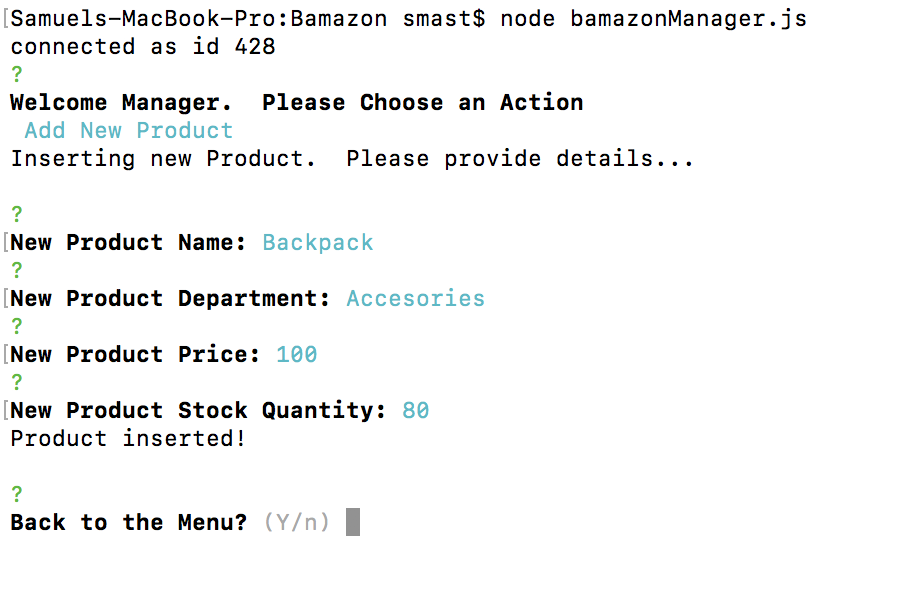 [Samuels-MacBook-Pro:Bamazon smast$ node bamazonManager.js
connected as id 428
?
Welcome Manager.  Please Choose an Action
 Add New Product
Inserting new Product.  Please provide details...

?
[New Product Name: Backpack
?
[New Product Department: Accesories
?
[New Product Price: 100
?
[New Product Stock Quantity: 80
Product inserted!

?
Back to the Menu? (Y/n)